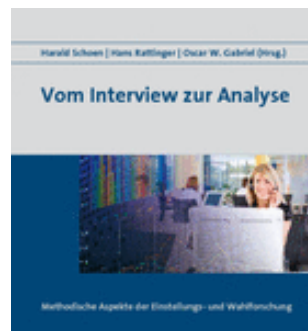 Harald Schoen | Hans Rattinger | Oscar W. Gabriel (Hrsg.)
Vom Interview zur Analyse
Methodische Aspekte der Einstellungs- und Wahlforschung